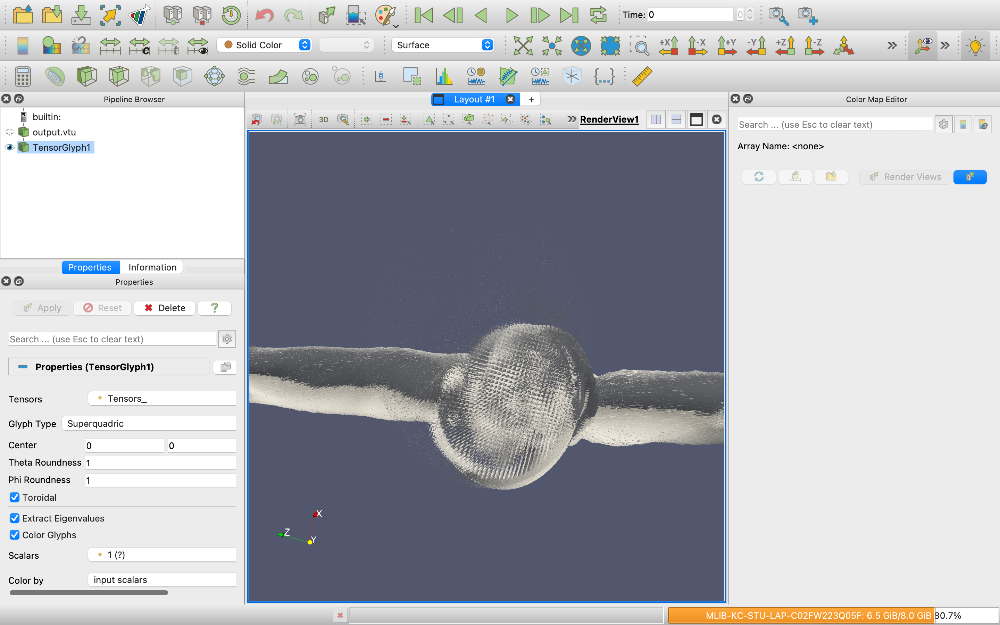 Time: 0 0
c t Solid Color Surface +X -X +Y -Y +Z -Z
{...}
Pipeline Browser
builtin:
output.vtu
TensorGlyph1
Properties Information
Properties
Apply Reset Delete ?
Search ... (use Esc to clear text)
Properties (TensorGlyph1)
Tensors Tensors_
Glyph Type Superquadric
Center 0 0
Theta Roundness 1
Phi Roundness 1
Toroidal
Extract Eigenvalues
Color Glyphs
Scalars 1 (?)
Color by input scalars
Layout #1 +
3D RenderView1
X
Z
Y
Color Map Editor
Search ... (use Esc to clear text) e
Array Name: <none>
Render Views
MLIB-KC-STU-LAP-C02FW223Q05F: 6.5 GiB/8.0 GiB 80.7%